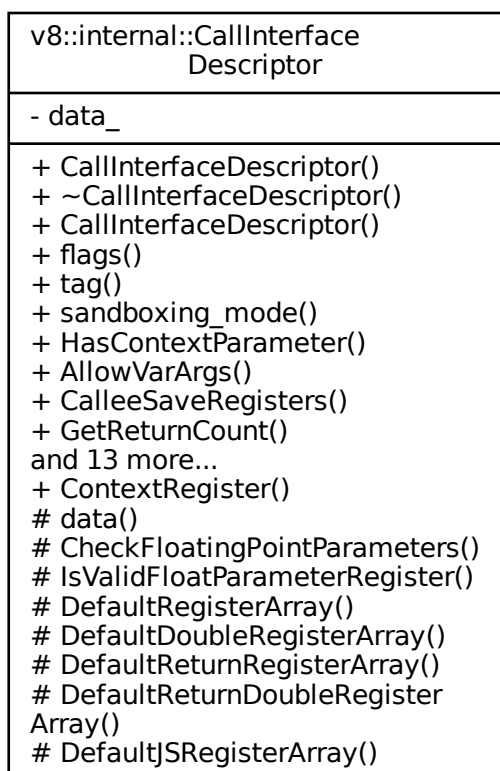 v8::internal::CallInterface
Descriptor
- data_
+ CallInterfaceDescriptor()
+ ~CallInterfaceDescriptor()
+ CallInterfaceDescriptor()
+ flags()
+ tag()
+ sandboxing_mode()
+ HasContextParameter()
+ AllowVarArgs()
+ CalleeSaveRegisters()
+ GetReturnCount()
and 13 more...
+ ContextRegister()
# data()
# CheckFloatingPointParameters()
# IsValidFloatParameterRegister()
# DefaultRegisterArray()
# DefaultDoubleRegisterArray()
# DefaultReturnRegisterArray()
# DefaultReturnDoubleRegister
Array()
# DefaultJSRegisterArray()